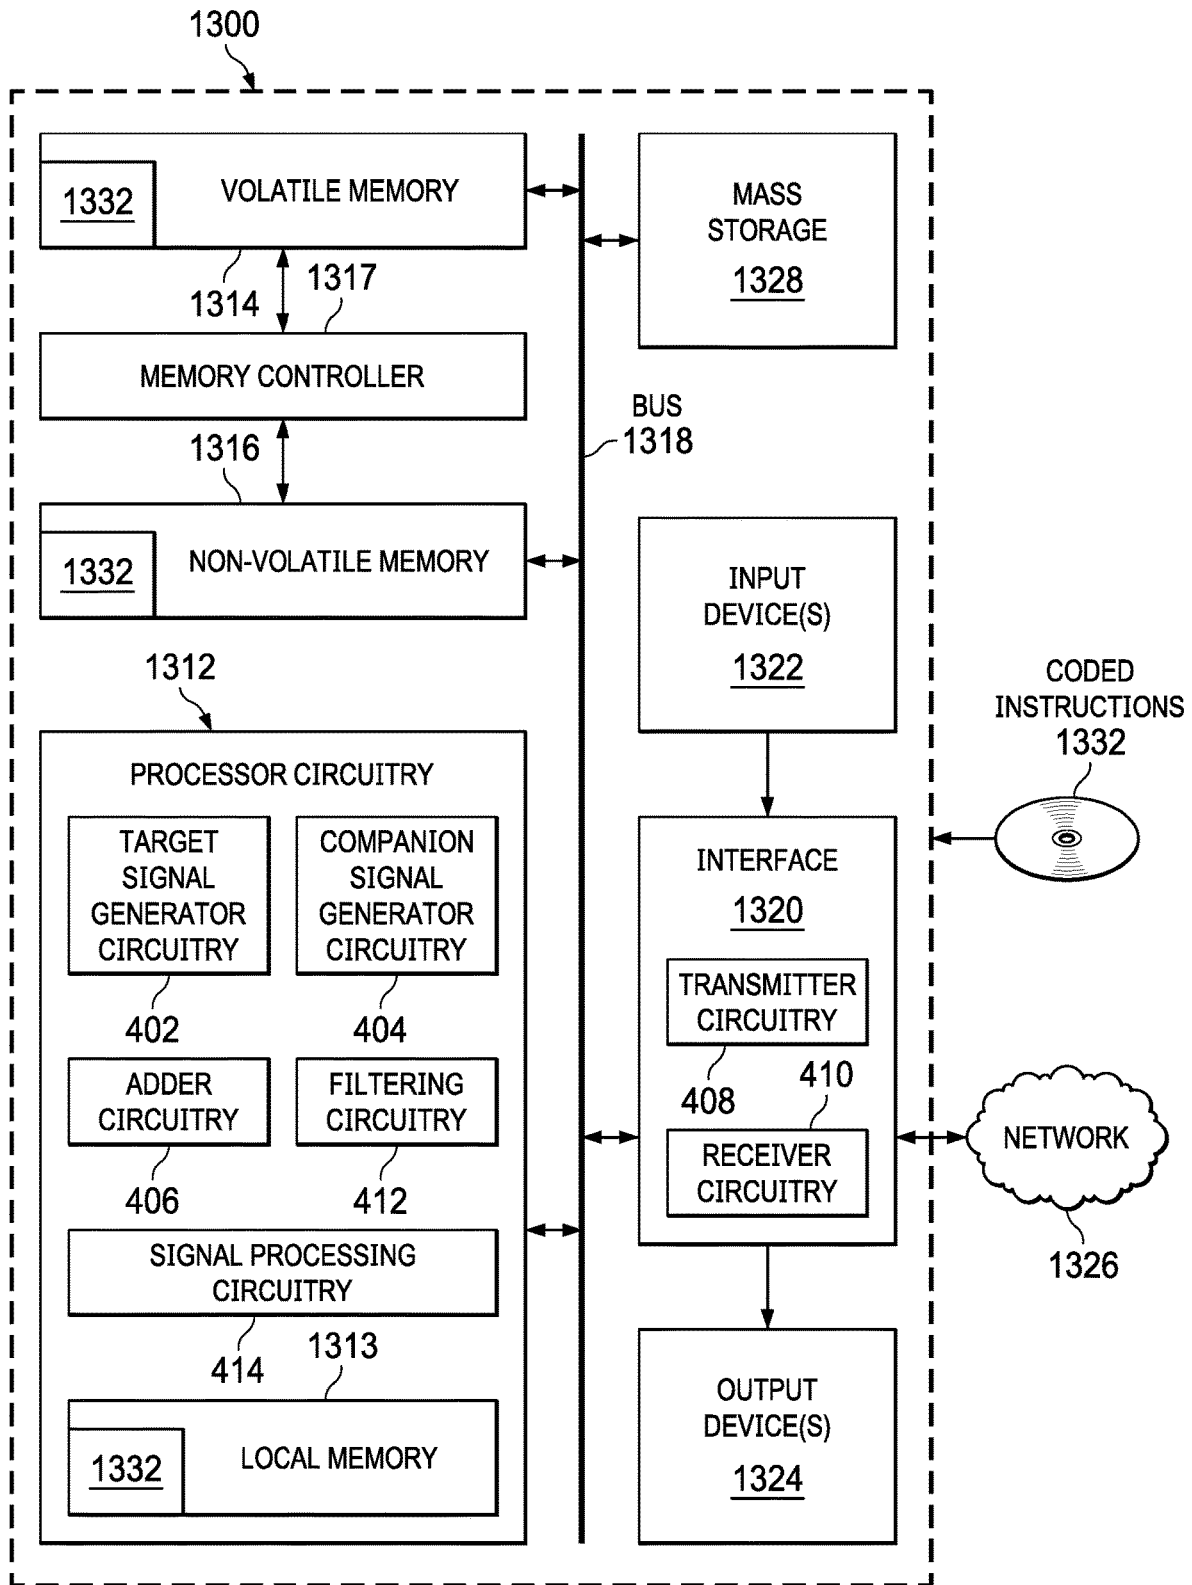 1300
1332
VOLATILE MEMORY
1314
1317
MEMORY CONTROLLER
1316
1332
NON-VOLATILE MEMORY
1312
PROCESSOR CIRCUITRY
TARGET
SIGNAL
GENERATOR
CIRCUITRY
402
COMPANION
SIGNAL
GENERATOR
CIRCUITRY
404
ADDER
CIRCUITRY
406
FILTERING
CIRCUITRY
412
SIGNAL PROCESSING
CIRCUITRY
414
1313
1332
LOCAL MEMORY
BUS
1318
MASS
STORAGE
1328
INPUT
DEVICE(S)
1322
INTERFACE
1320
TRANSMITTER
CIRCUITRY
408
410
RECEIVER
CIRCUITRY
OUTPUT
DEVICE(S)
1324
CODED
INSTRUCTIONS
1332
NETWORK
1326